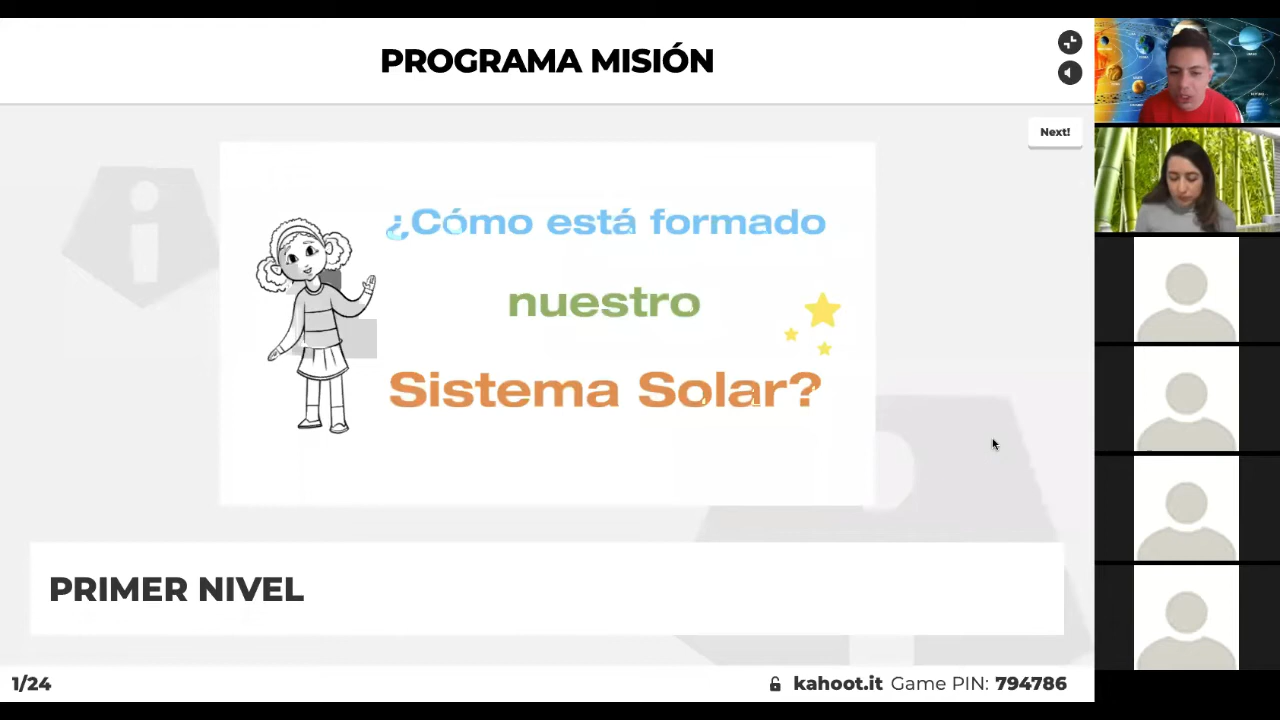 PROGRAMA MISIÓN
Next!
¿Cómo está formado
nuestro
Sistema Solar?
PRIMER NIVEL
1/24
kahoot.it Game PIN: 794786